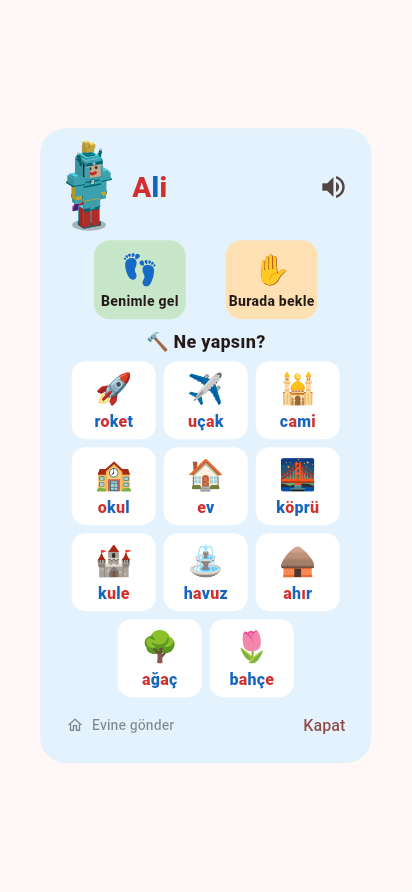 Ali
Benimle gel
Burada bekle
Ne yapsın?
roket
uçak
cami
okul
ev
köprü
kule
havuz
ahır
ağaç
bahçe
Evine gönder
Kapat